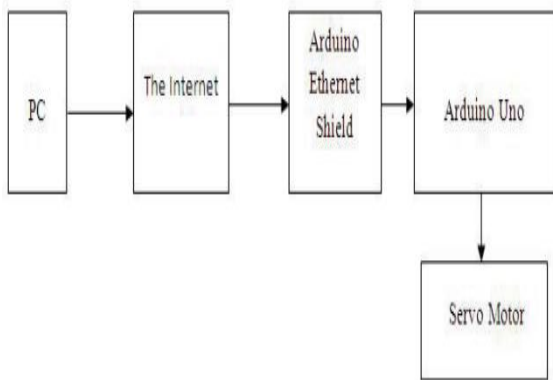 PC
The Internet
Arduino
Ethernet
Shield
Arduino Uno
Servo Motor